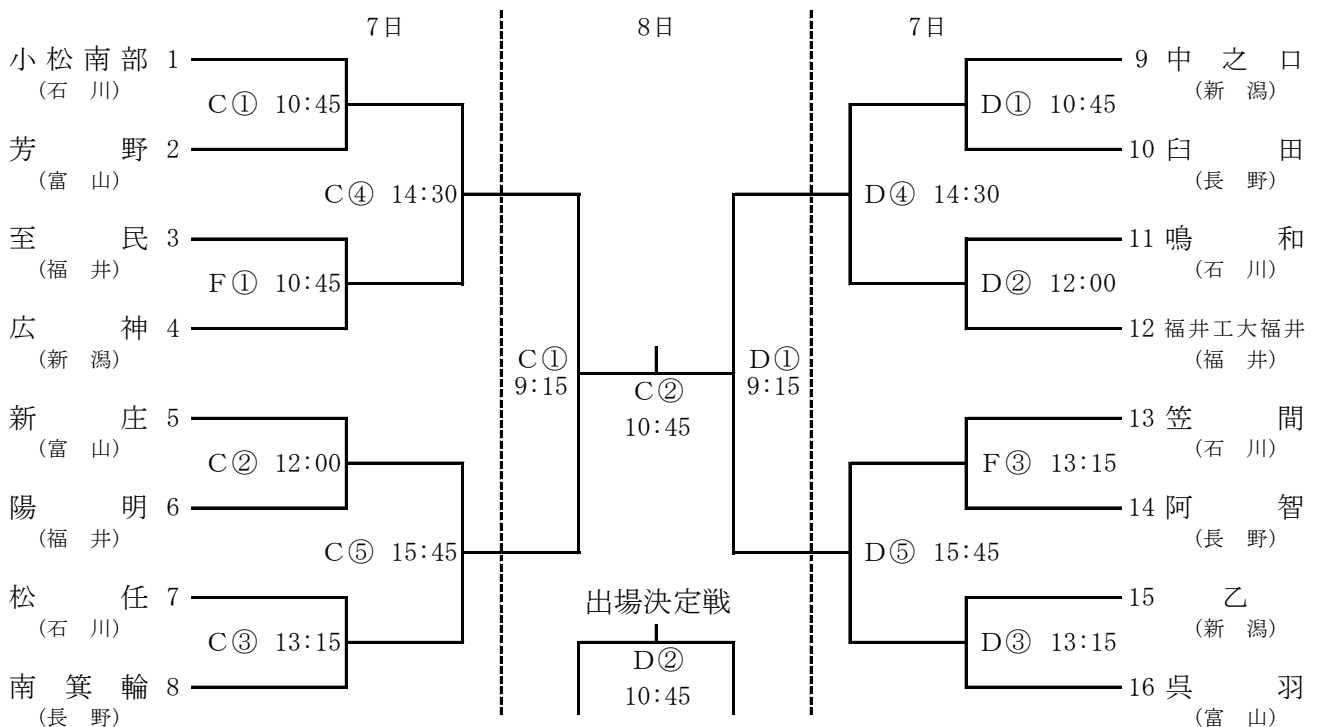 7日 8日 7日
小松南部 1
(石 川)
C① 10:45
芳 野 2
(富 山)
C④ 14:30
至 民 3
(福 井)
F① 10:45
広 神 4
(新 潟)
新 庄 5
(富 山)
C② 12:00
陽 明 6
(福 井)
C⑤ 15:45
松 任 7
(石 川)
C③ 13:15
南箕輪 8
(長 野)
C①
9:15
C②
10:45
D①
9:15
出場決定戦
D②
10:45
9 中之口
(新 潟)
D① 10:45
10 臼 田
(長 野)
D④ 14:30
11 鳴 和
(石 川)
D② 12:00
12 福井工大福井
(福 井)
13 笠 間
(石 川)
F③ 13:15
14 阿 智
(長 野)
D⑤ 15:45
15 乙
(新 潟)
D③ 13:15
16 呉 羽
(富 山)